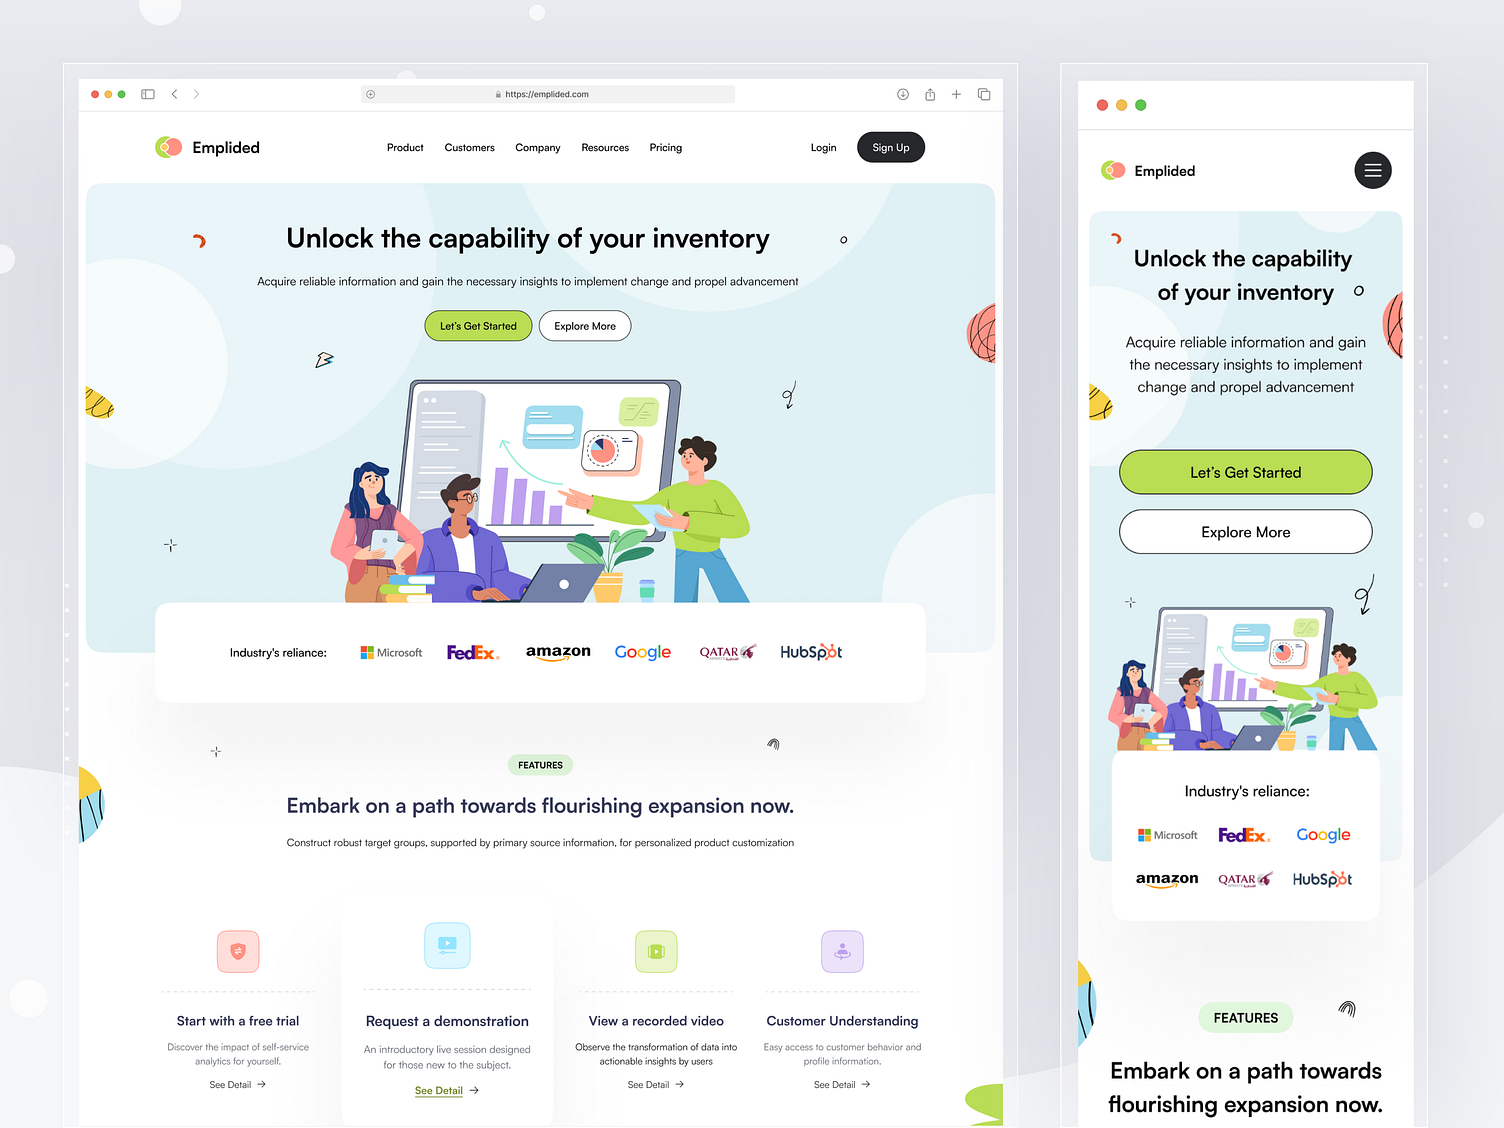 https://emplided.com
Emplided
Product Customers Company Resources Pricing
Login Sign Up
Unlock the capability of your inventory
Acquire reliable information and gain the necessary insights to implement change and propel advancement
Let's Get Started Explore More
Industry's reliance: Microsoft FedEx amazon Google QATAR HubSpot
FEATURES
Embark on a path towards flourishing expansion now.
Construct robust target groups, supported by primary source information, for personalized product customization
Start with a free trial
Discover the impact of self-service
analytics for yourself.
See Detail →
Request a demonstration
An introductory live session designed
for those new to the subject.
See Detail →
View a recorded video
Observe the transformation of data into
actionable insights by users
See Detail →
Customer Understanding
Easy access to customer behavior and
profile information.
See Detail →
Emplided
Unlock the capability
of your inventory
Acquire reliable information and gain
the necessary insights to implement
change and propel advancement
Let's Get Started
Explore More
Industry's reliance:
Microsoft FedEx Google
amazon QATAR HubSpot
FEATURES
Embark on a path towards
flourishing expansion now.